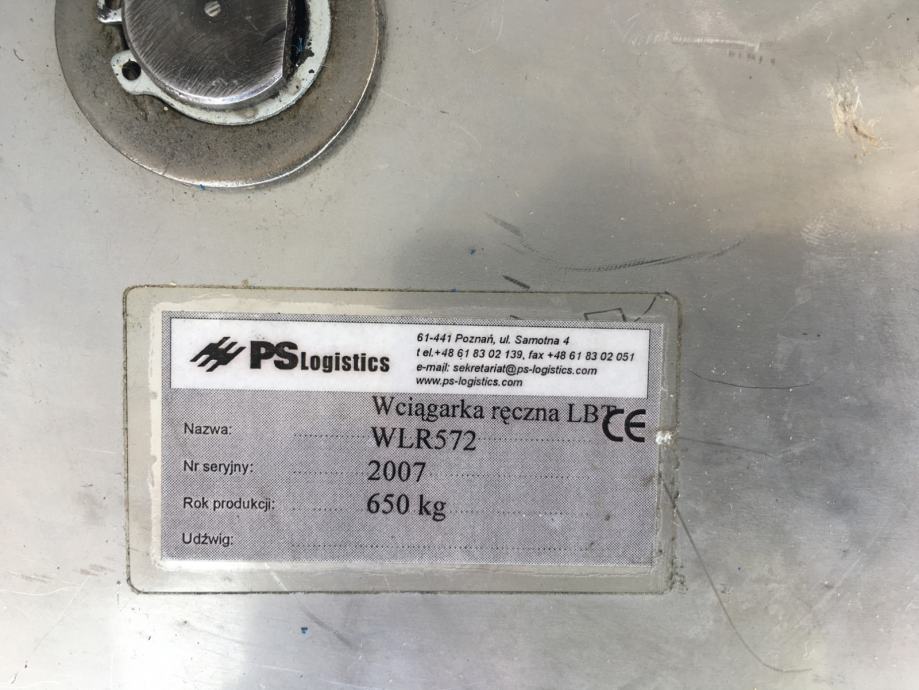 PS Logistics
61-441 Poznań, ul. Samotna 4
t el.+48 61 83 02 139, fax +48 61 83 02 051
e-mail: sekretariat@ps-logistics.com
www.ps-logistics.com
Wciągarka ręczna LBT
CE
Nazwa: WLR572
Nr seryjny: 2007
Rok produkcji: 650 kg
Udźwig: